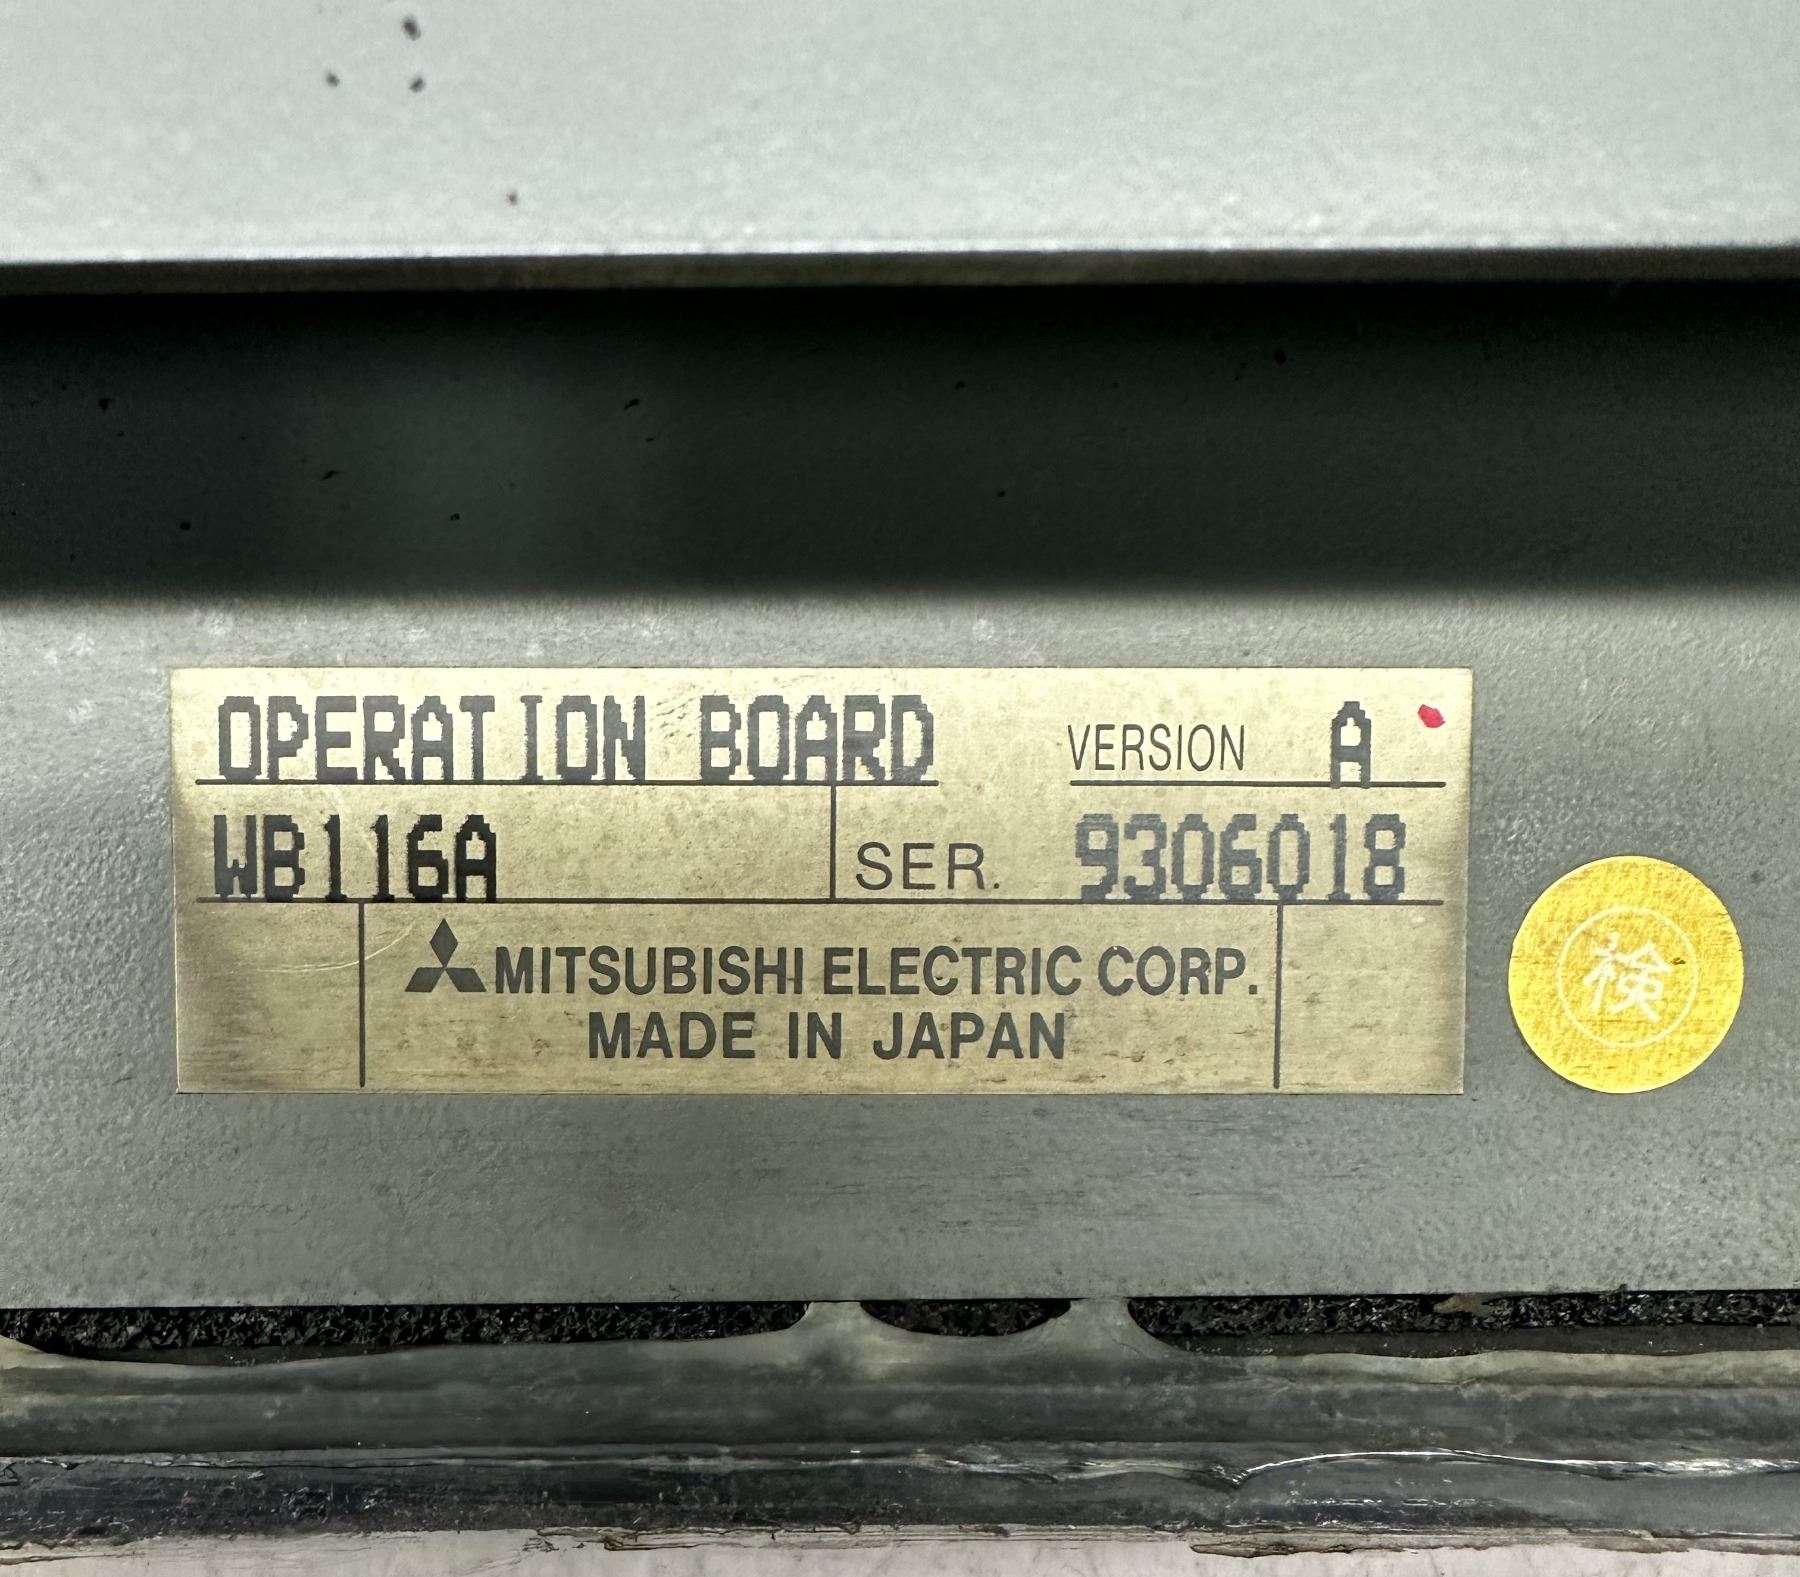 OPERATION BOARD VERSION A
WB116A SER. 9306018
MITSUBISHI ELECTRIC CORP.
MADE IN JAPAN
検